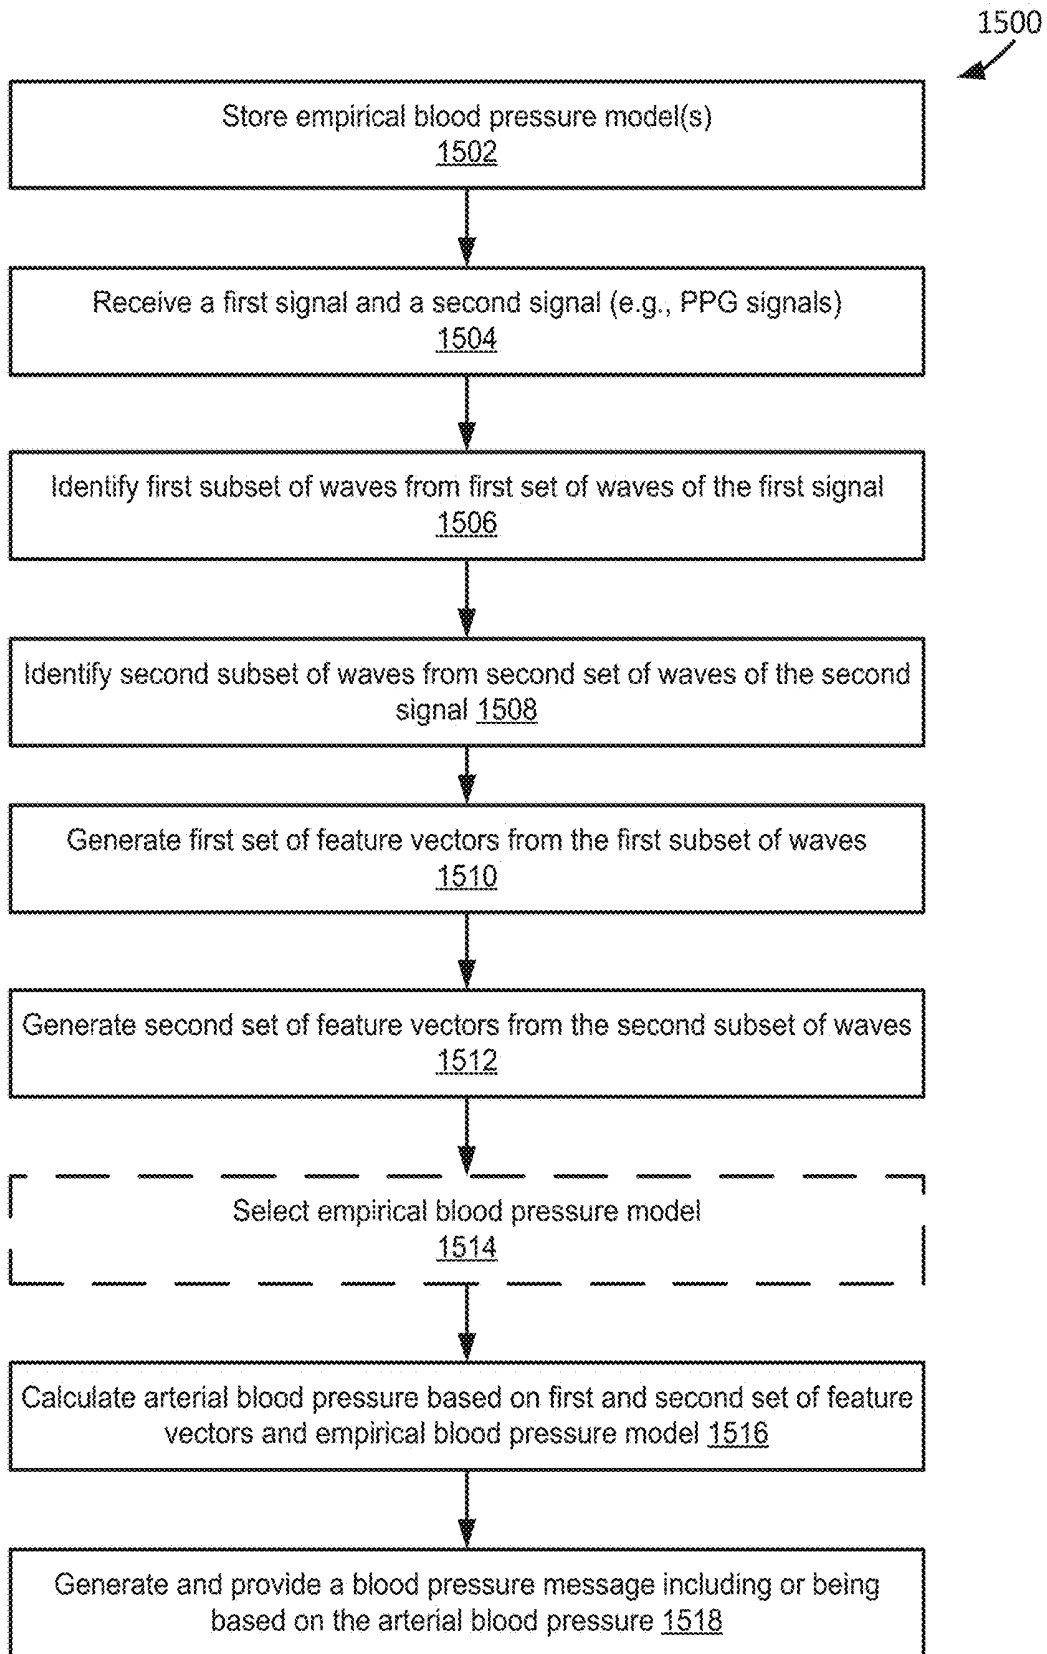 1500
Store empirical blood pressure model(s)
1502
Receive a first signal and a second signal (e.g., PPG signals)
1504
Identify first subset of waves from first set of waves of the first signal
1506
Identify second subset of waves from second set of waves of the second
signal 1508
Generate first set of feature vectors from the first subset of waves
1510
Generate second set of feature vectors from the second subset of waves
1512
Select empirical blood pressure model
1514
Calculate arterial blood pressure based on first and second set of feature
vectors and empirical blood pressure model 1516
Generate and provide a blood pressure message including or being
based on the arterial blood pressure 1518